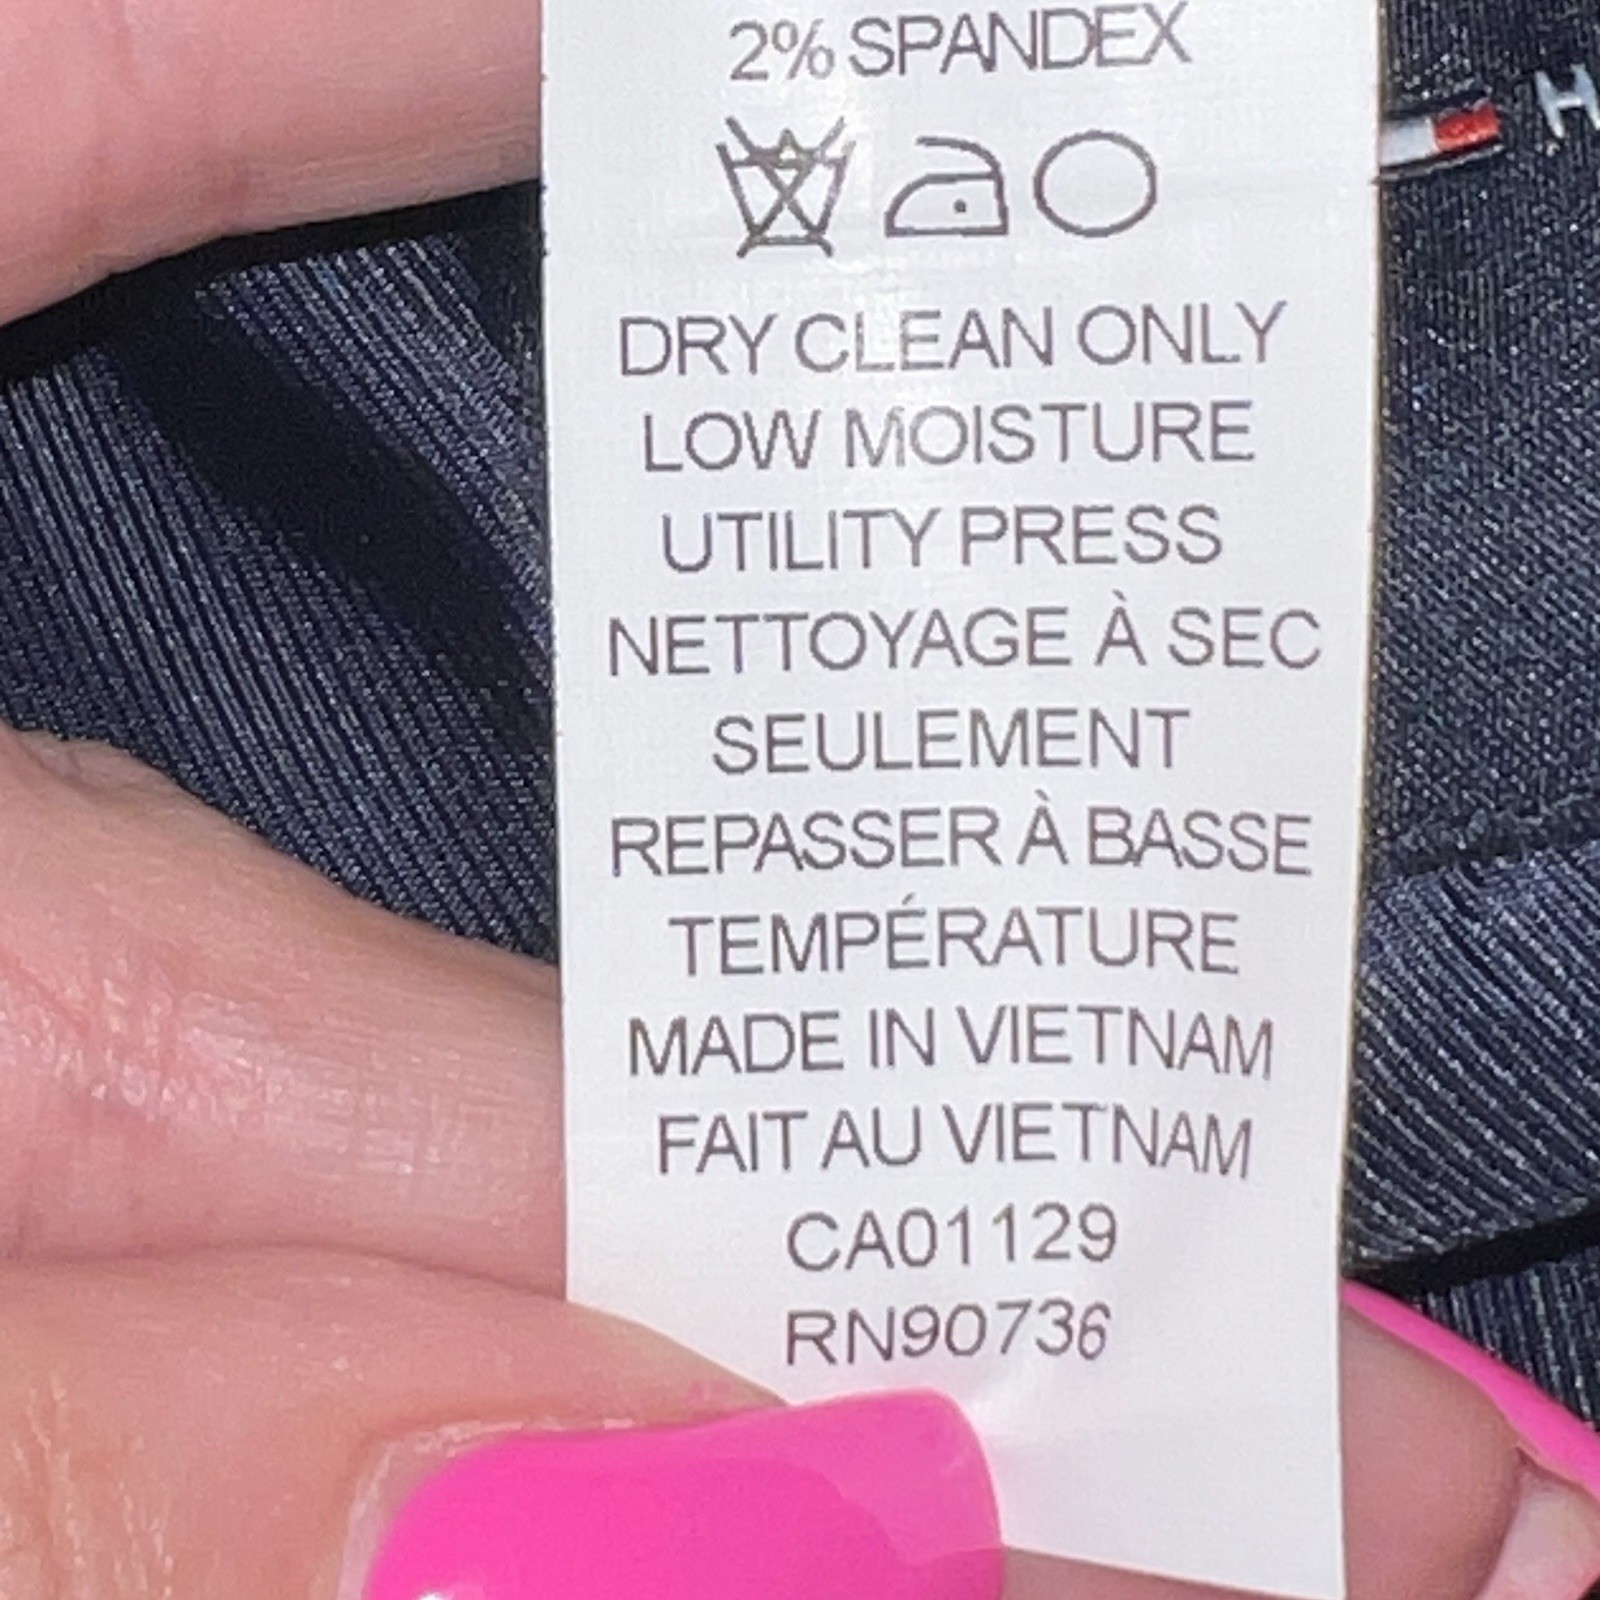 2% SPANDEX
H
DRY CLEAN ONLY
LOW MOISTURE
UTILITY PRESS
NETTOYAGE À SEC
SEULEMENT
REPASSER À BASSE
TEMPÉRATURE
MADE IN VIETNAM
FAIT AU VIETNAM
CA01129
RN90736